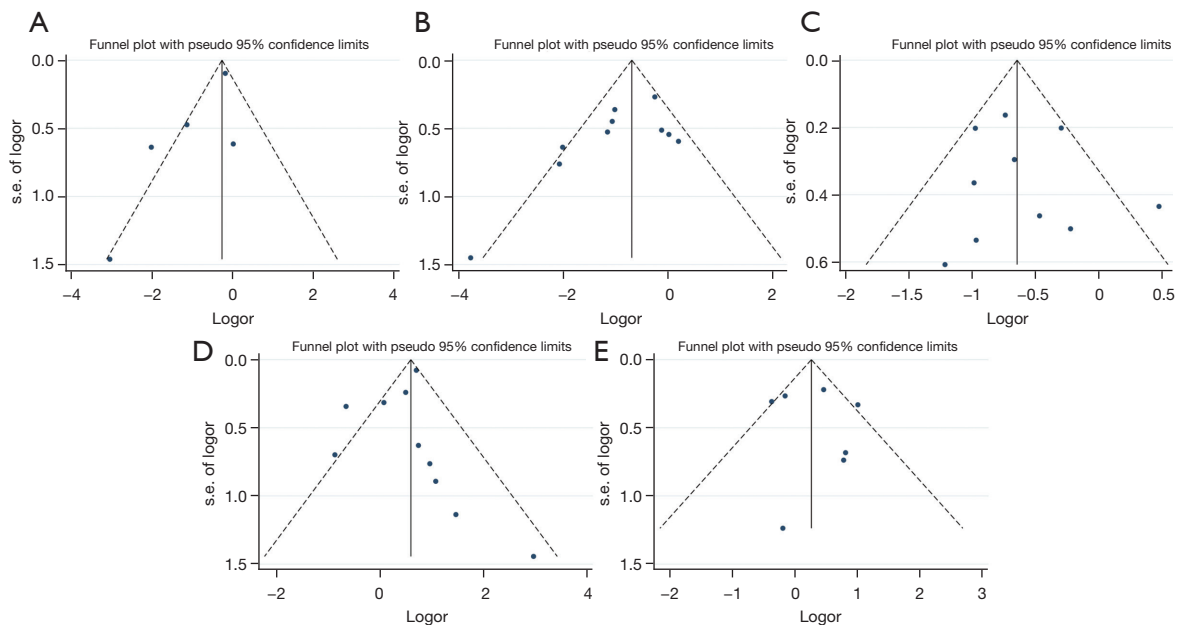 A
Funnel plot with pseudo 95% confidence limits
0.0
0.5
1.0
1.5
s.e. of logor
−4 −2 0 2 4
Logor
B
Funnel plot with pseudo 95% confidence limits
0.0
0.5
1.0
1.5
s.e. of logor
−4 −2 0 2
Logor
C
Funnel plot with pseudo 95% confidence limits
0.0
0.2
0.4
0.6
s.e. of logor
−2 −1.5 −1 −0.5 0 0.5
Logor
D
Funnel plot with pseudo 95% confidence limits
0.0
0.5
1.0
1.5
s.e. of logor
−2 0 2 4
Logor
E
Funnel plot with pseudo 95% confidence limits
0.0
0.5
1.0
1.5
s.e. of logor
−2 −1 0 1 2 3
Logor